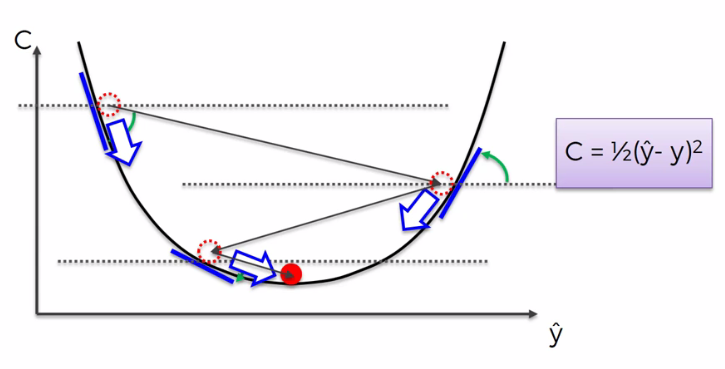 C
C = ½(ŷ- y)²
ŷ